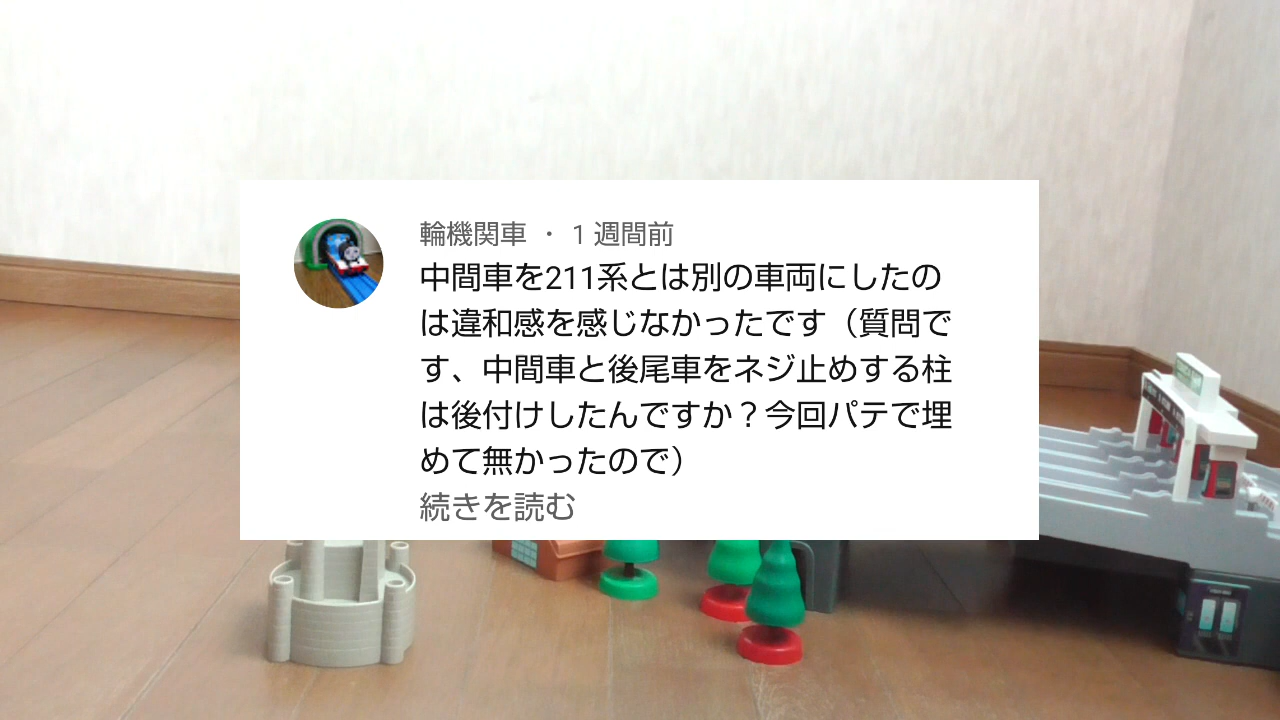 輪機関車 ・ 1 週間前
中間車を211系とは別の車両にしたの
は違和感を感じなかったです（質問で
す、中間車と後尾車をネジ止めする柱
は後付けしたんですか？今回パテで埋
めて無かったので）
続きを読む